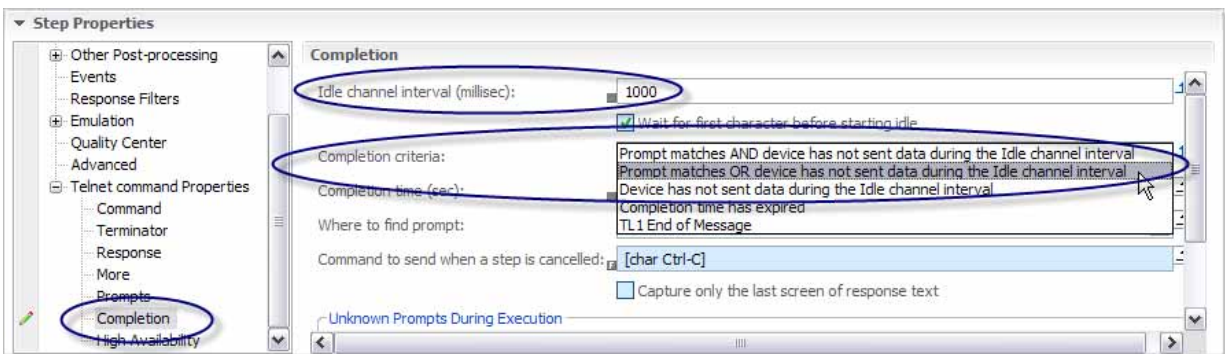 Step Properties
Other Post-processing
Events
Response Filters
Emulation
Quality Center
Advanced
Telnet command Properties
Command
Terminator
Response
More
Prompts
Completion
High Availability
Completion
Idle channel interval (millisec):
1000
Wait for first character before starting idle
Completion criteria:
Prompt matches AND device has not sent data during the Idle channel interval
Prompt matches OR device has not sent data during the Idle channel interval
Device has not sent data during the Idle channel interval
Completion time has expired
TL1 End of Message
Completion time (sec):
Where to find prompt:
Command to send when a step is cancelled:
[char Ctrl-C]
Capture only the last screen of response text
Unknown Prompts During Execution